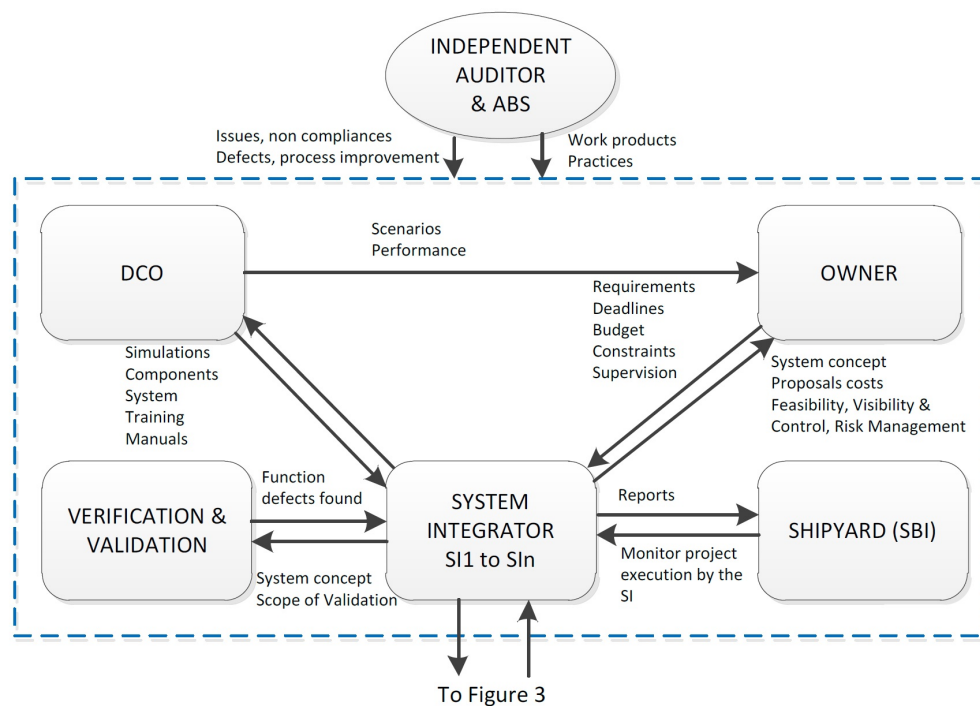 INDEPENDENT
AUDITOR
& ABS
Issues, non compliances
Defects, process improvement
Work products
Practices
DCO
Scenarios
Performance
OWNER
Requirements
Deadlines
Budget
Constraints
Supervision
Simulations
Components
System
Training
Manuals
System concept
Proposals costs
Feasibility, Visibility &
Control, Risk Management
VERIFICATION &
VALIDATION
Function
defects found
System concept
Scope of Validation
SYSTEM
INTEGRATOR
SI1 to SIn
Reports
Monitor project
execution by the
SI
SHIPYARD (SBI)
To Figure 3